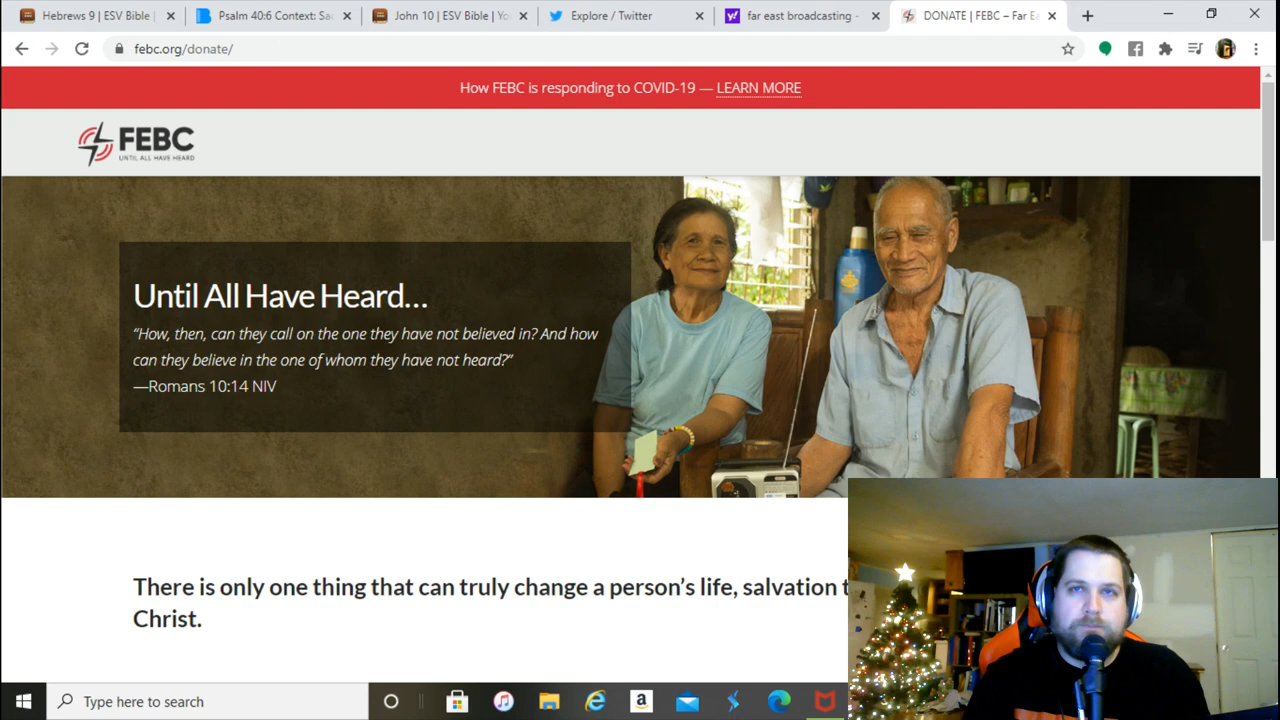 Hebrews 9 | ESV Bible |
Psalm 40:6 Context: Sac
John 10 | ESV Bible | Yo
Explore / Twitter
far east broadcasting -
DONATE | FEBC – Far Ea
febc.org/donate/
How FEBC is responding to COVID-19 — LEARN MORE
FEBC
UNTIL ALL HAVE HEARD
Until All Have Heard...
“How, then, can they call on the one they have not believed in? And how
can they believe in the one of whom they have not heard?”
—Romans 10:14 NIV
There is only one thing that can truly change a person’s life, salvation t
Christ.
Type here to search